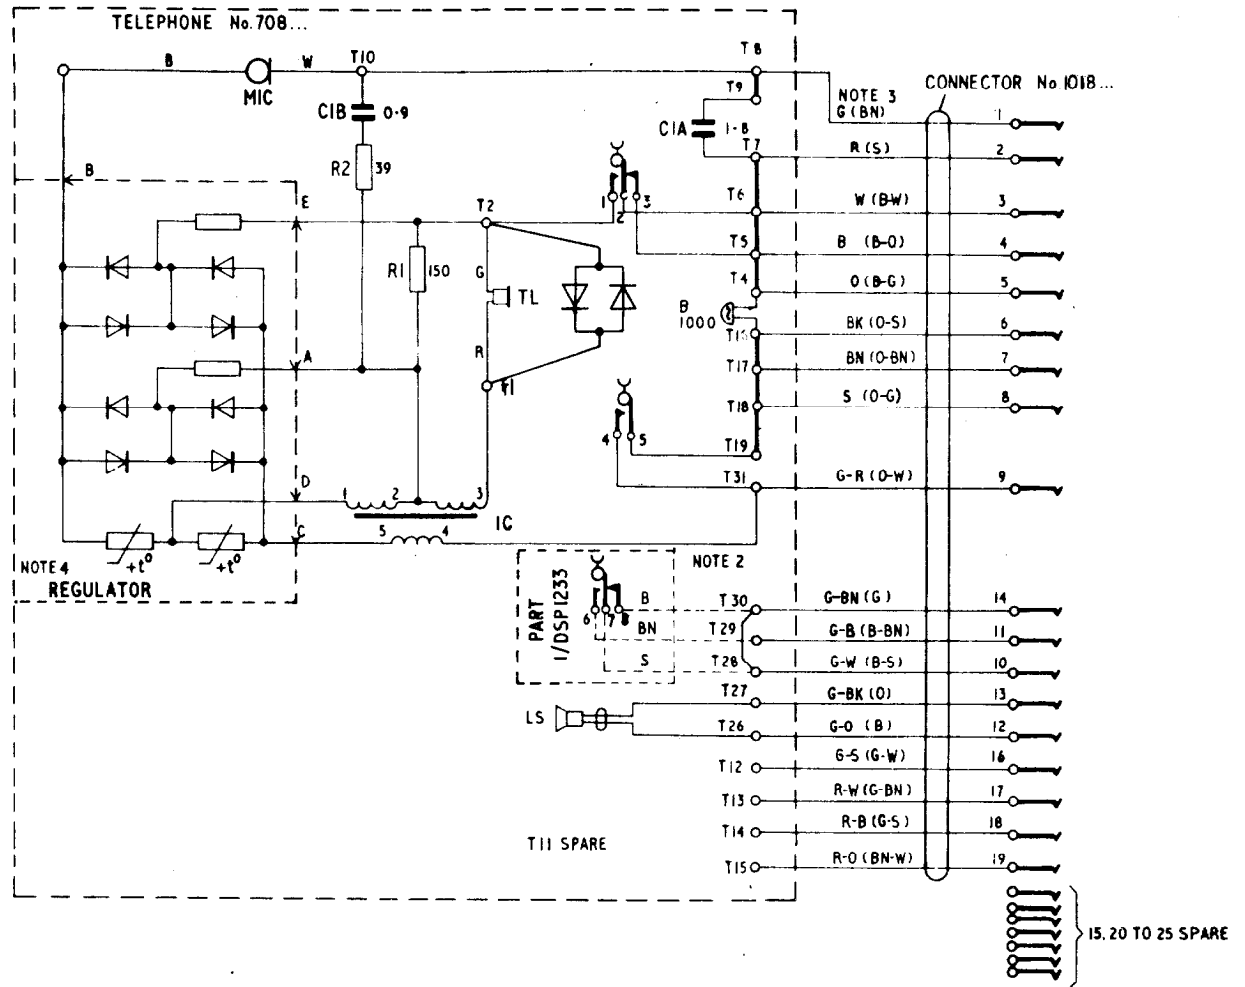 TELEPHONE No. 708...
B
MIC
W
T10
T8
T9
C1B 0·9
C1A 1·8
T7
R2 39
NOTE 3
CONNECTOR No. 1018...
G (BN) 1
R (S) 2
W (B-W) 3
B (B-O) 4
O (B-G) 5
BK (O-S) 6
BN (O-BN) 7
S (O-G) 8
G-R (O-W) 9
B
E
T2
1 2 3
T6
T5
T4
R1 150
G
TL
R
B
1000
T16
T17
T18
T19
T31
A
T1
4 5
D
1 2 3
C
5 4
IC
+t°
+t°
NOTE 4
REGULATOR
NOTE 2
PART
1/DSP1233
6 7 8
B
BN
S
T30 G-BN (G) 14
T29 G-B (B-BN) 11
T28 G-W (B-S) 10
T27 G-BK (O) 13
LS
T26 G-O (B) 12
T12 G-S (G-W) 16
T13 R-W (G-BN) 17
T14 R-B (G-S) 18
T15 R-O (BN-W) 19
T11 SPARE
15, 20 TO 25 SPARE